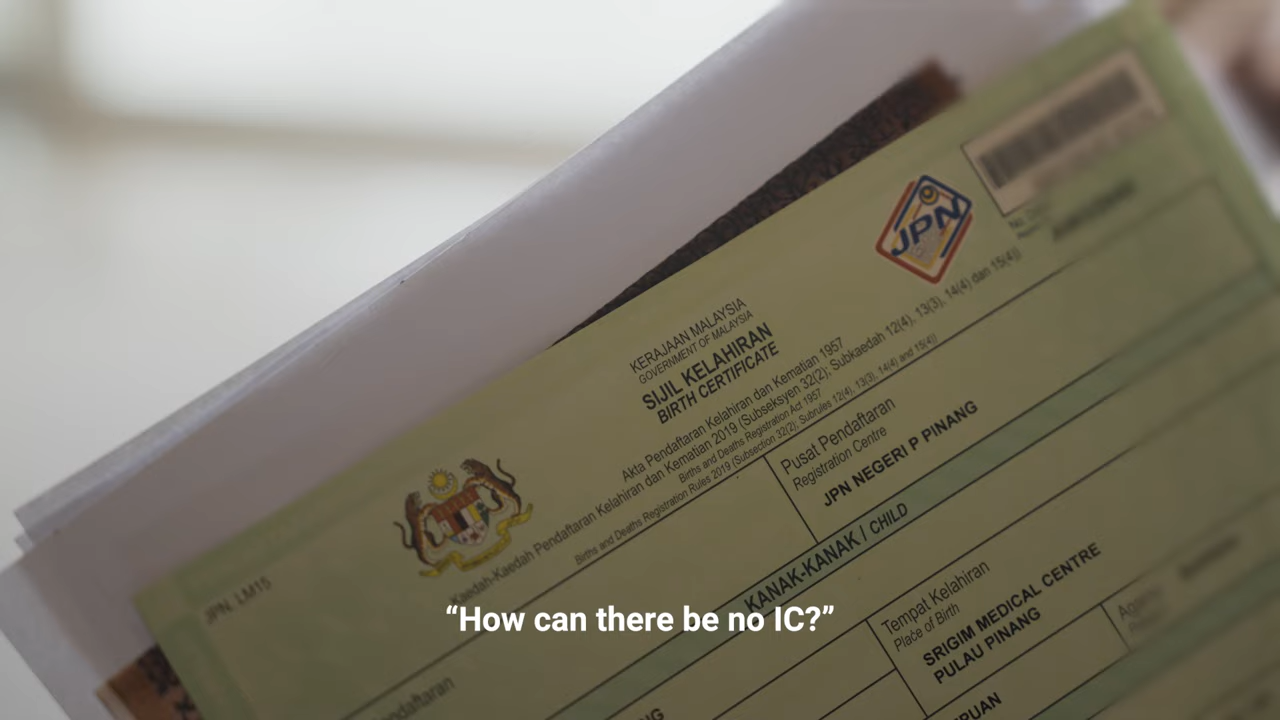 JPN
KERAJAAN MALAYSIA
GOVERNMENT OF MALAYSIA
SIJIL KELAHIRAN
BIRTH CERTIFICATE
Akta Pendaftaran Kelahiran dan Kematian 1957
Kaedah-Kaedah Pendaftaran Kelahiran dan Kematian 2019 (Subseksyen 32(2); Subkaedah 12(4), 13(3), 14(4) dan 15(4))
Births and Deaths Registration Act 1957
Births and Deaths Registration Rules 2019 (Subsection 32(2), Subrules 12(4), 13(3), 14(4) and 15(4))
JPN. LM15
Pusat Pendaftaran
Registration Centre
JPN NEGERI P PINANG
KANAK-KANAK / CHILD
Tempat Kelahiran
Place of Birth
SRIGIM MEDICAL CENTRE
PULAU PINANG
“How can there be no IC?”